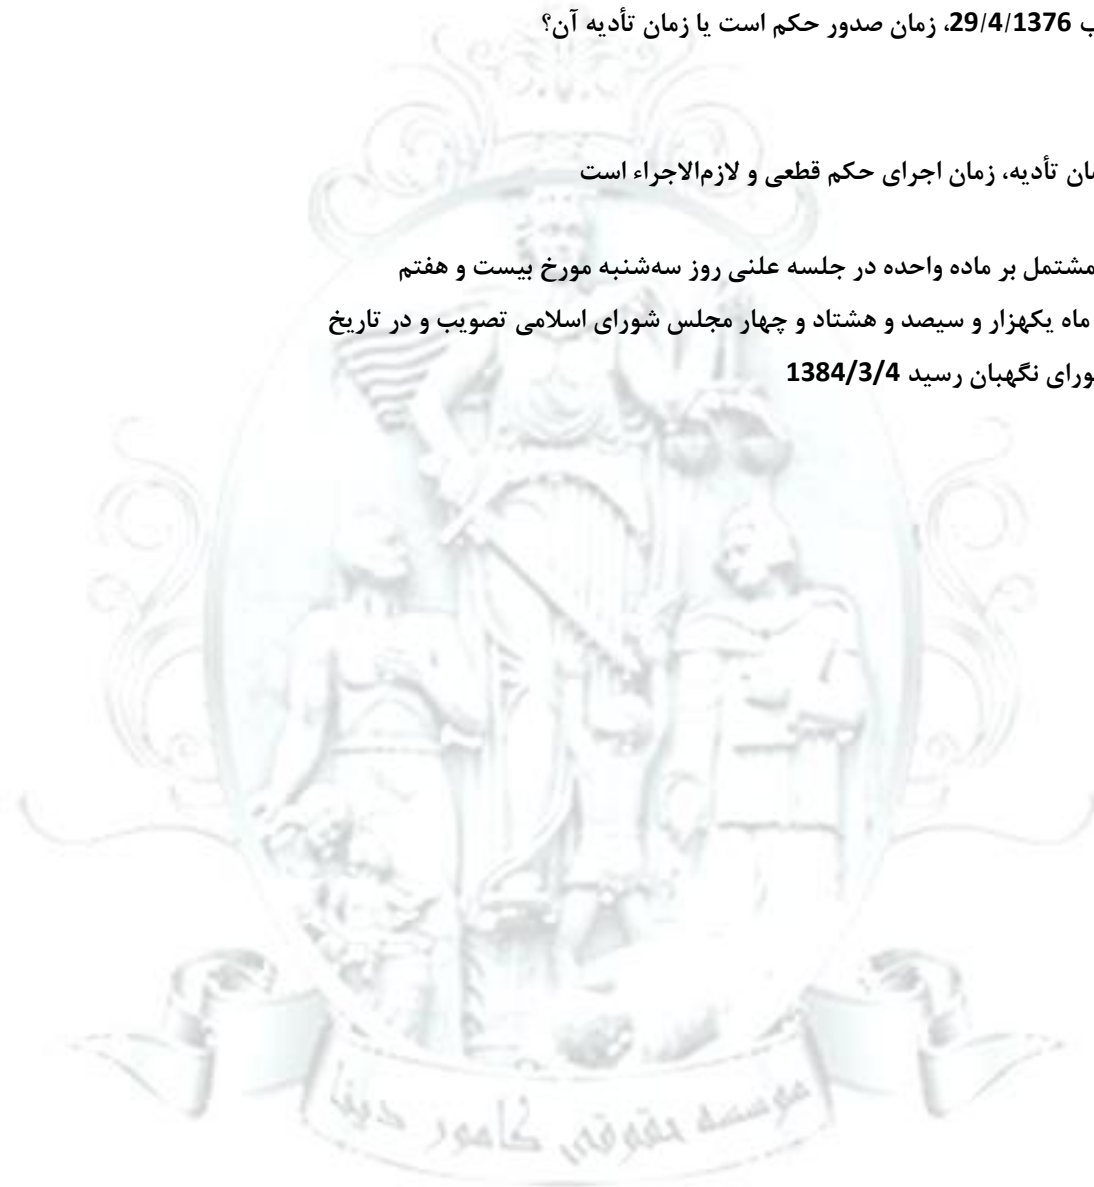 ب 29/4/1376، زمان صدور حکم است یا زمان تأدیه آن؟
مان تأدیه، زمان اجرای حکم قطعی و لازم‌الاجراء است
مشتمل بر ماده واحده در جلسه علنی روز سه‌شنبه مورخ بیست و هفتم
ماه یکهزار و سیصد و هشتاد و چهار مجلس شورای اسلامی تصویب و در تاریخ
ورای نگهبان رسید 1384/3/4
موسسه حقوقی کامور دیفا